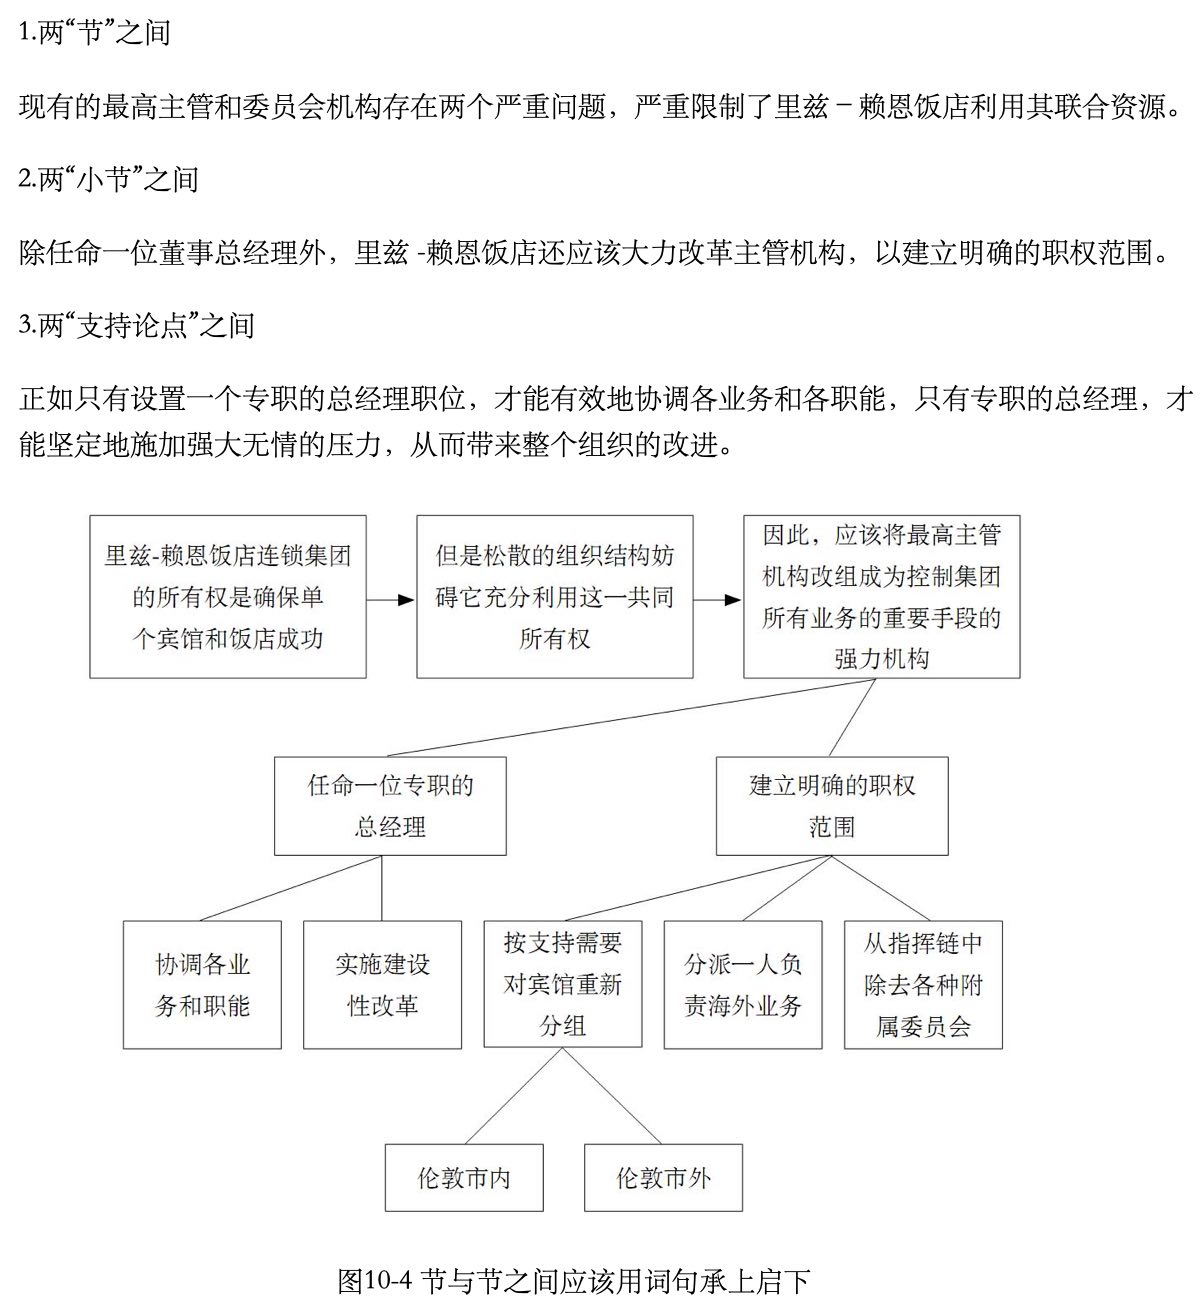 1.两“节”之间
现有的最高主管和委员会机构存在两个严重问题，严重限制了里兹－赖恩饭店利用其联合资源。
2.两“小节”之间
除任命一位董事总经理外，里兹 -赖恩饭店还应该大力改革主管机构，以建立明确的职权范围。
3.两“支持论点”之间
正如只有设置一个专职的总经理职位，才能有效地协调各业务和各职能，只有专职的总经理，才
能坚定地施加强大无情的压力，从而带来整个组织的改进。
里兹-赖恩饭店连锁集团
的所有权是确保单
个宾馆和饭店成功
但是松散的组织结构妨
碍它充分利用这一共同
所有权
因此，应该将最高主管
机构改组成为控制集团
所有业务的重要手段的
强力机构
任命一位专职的
总经理
建立明确的职权
范围
协调各业
务和职能
实施建设
性改革
按支持需要
对宾馆重新
分组
分派一人负
责海外业务
从指挥链中
除去各种附
属委员会
伦敦市内
伦敦市外
图10-4 节与节之间应该用词句承上启下